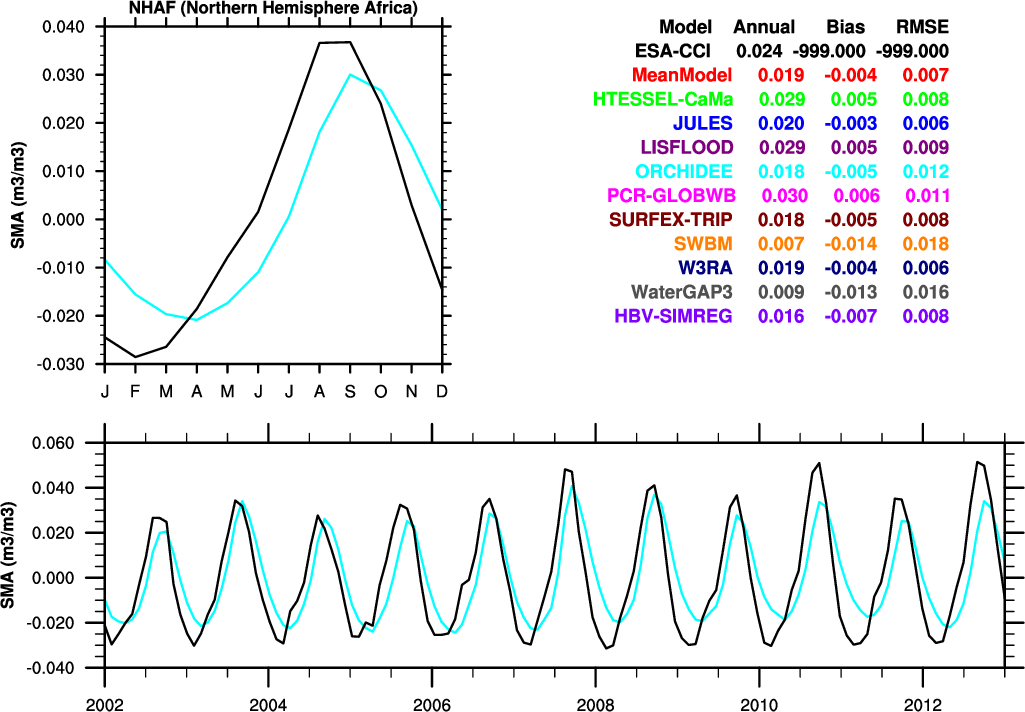 NHAF (Northern Hemisphere Africa)
SMA (m3/m3)
0.040
0.030
0.020
0.010
0.000
-0.010
-0.020
-0.030
J F M A M J J A S O N D
Model Annual Bias RMSE
ESA-CCI 0.024 -999.000 -999.000
MeanModel 0.019 -0.004 0.007
HTESSEL-CaMa 0.029 0.005 0.008
JULES 0.020 -0.003 0.006
LISFLOOD 0.029 0.005 0.009
ORCHIDEE 0.018 -0.005 0.012
PCR-GLOBWB 0.030 0.006 0.011
SURFEX-TRIP 0.018 -0.005 0.008
SWBM 0.007 -0.014 0.018
W3RA 0.019 -0.004 0.006
WaterGAP3 0.009 -0.013 0.016
HBV-SIMREG 0.016 -0.007 0.008
SMA (m3/m3)
0.060
0.040
0.020
0.000
-0.020
-0.040
2002 2004 2006 2008 2010 2012